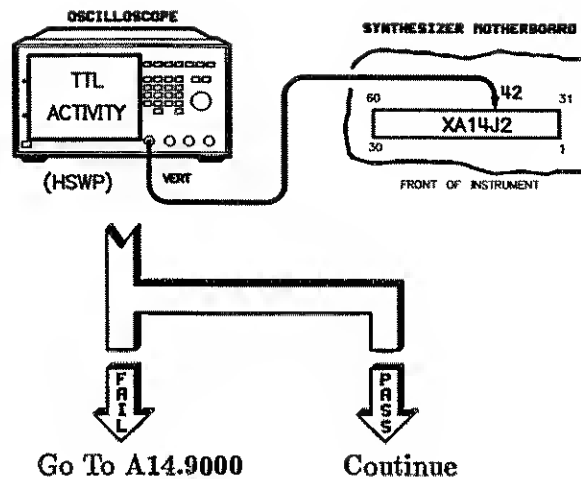 OSCILLOSCOPE
SYNTHESIZER MOTHERBOARD
TTL
ACTIVITY
42
60
31
XA14J2
30
1
(HSWP)
VERT
FRONT OF INSTRUMENT
FAIL
PASS
Go To A14.9000
Coutinue